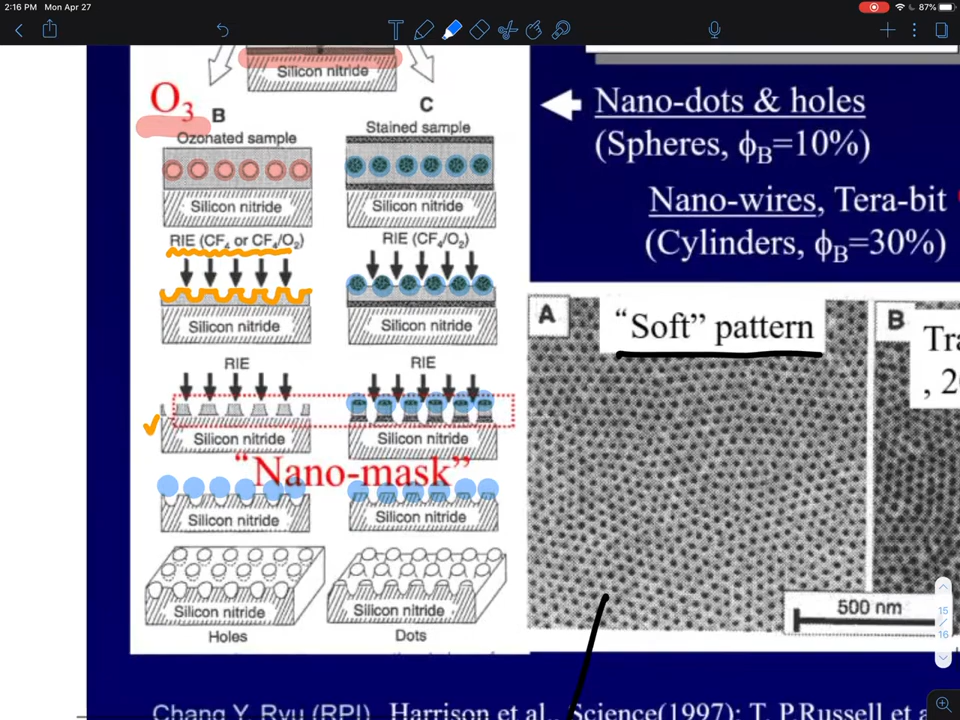 2:16 PM Mon Apr 27
87%
Silicon nitride
O3
B
Ozonated sample
Silicon nitride
RIE (CF4 or CF4/O2)
Silicon nitride
RIE
Silicon nitride
C
Stained sample
Silicon nitride
RIE (CF4/O2)
Silicon nitride
RIE
Silicon nitride
"Nano-mask"
Silicon nitride
Silicon nitride
Silicon nitride
Silicon nitride
Holes
Dots
Nano-dots & holes
(Spheres, ϕB=10%)
Nano-wires, Tera-bit
(Cylinders, ϕB=30%)
A
"Soft" pattern
B
Tra
, 2
500 nm
15
/
16
Chang Y. Ryu (RPI)
Harrison et al., Science(1997); T. P.Russell et a